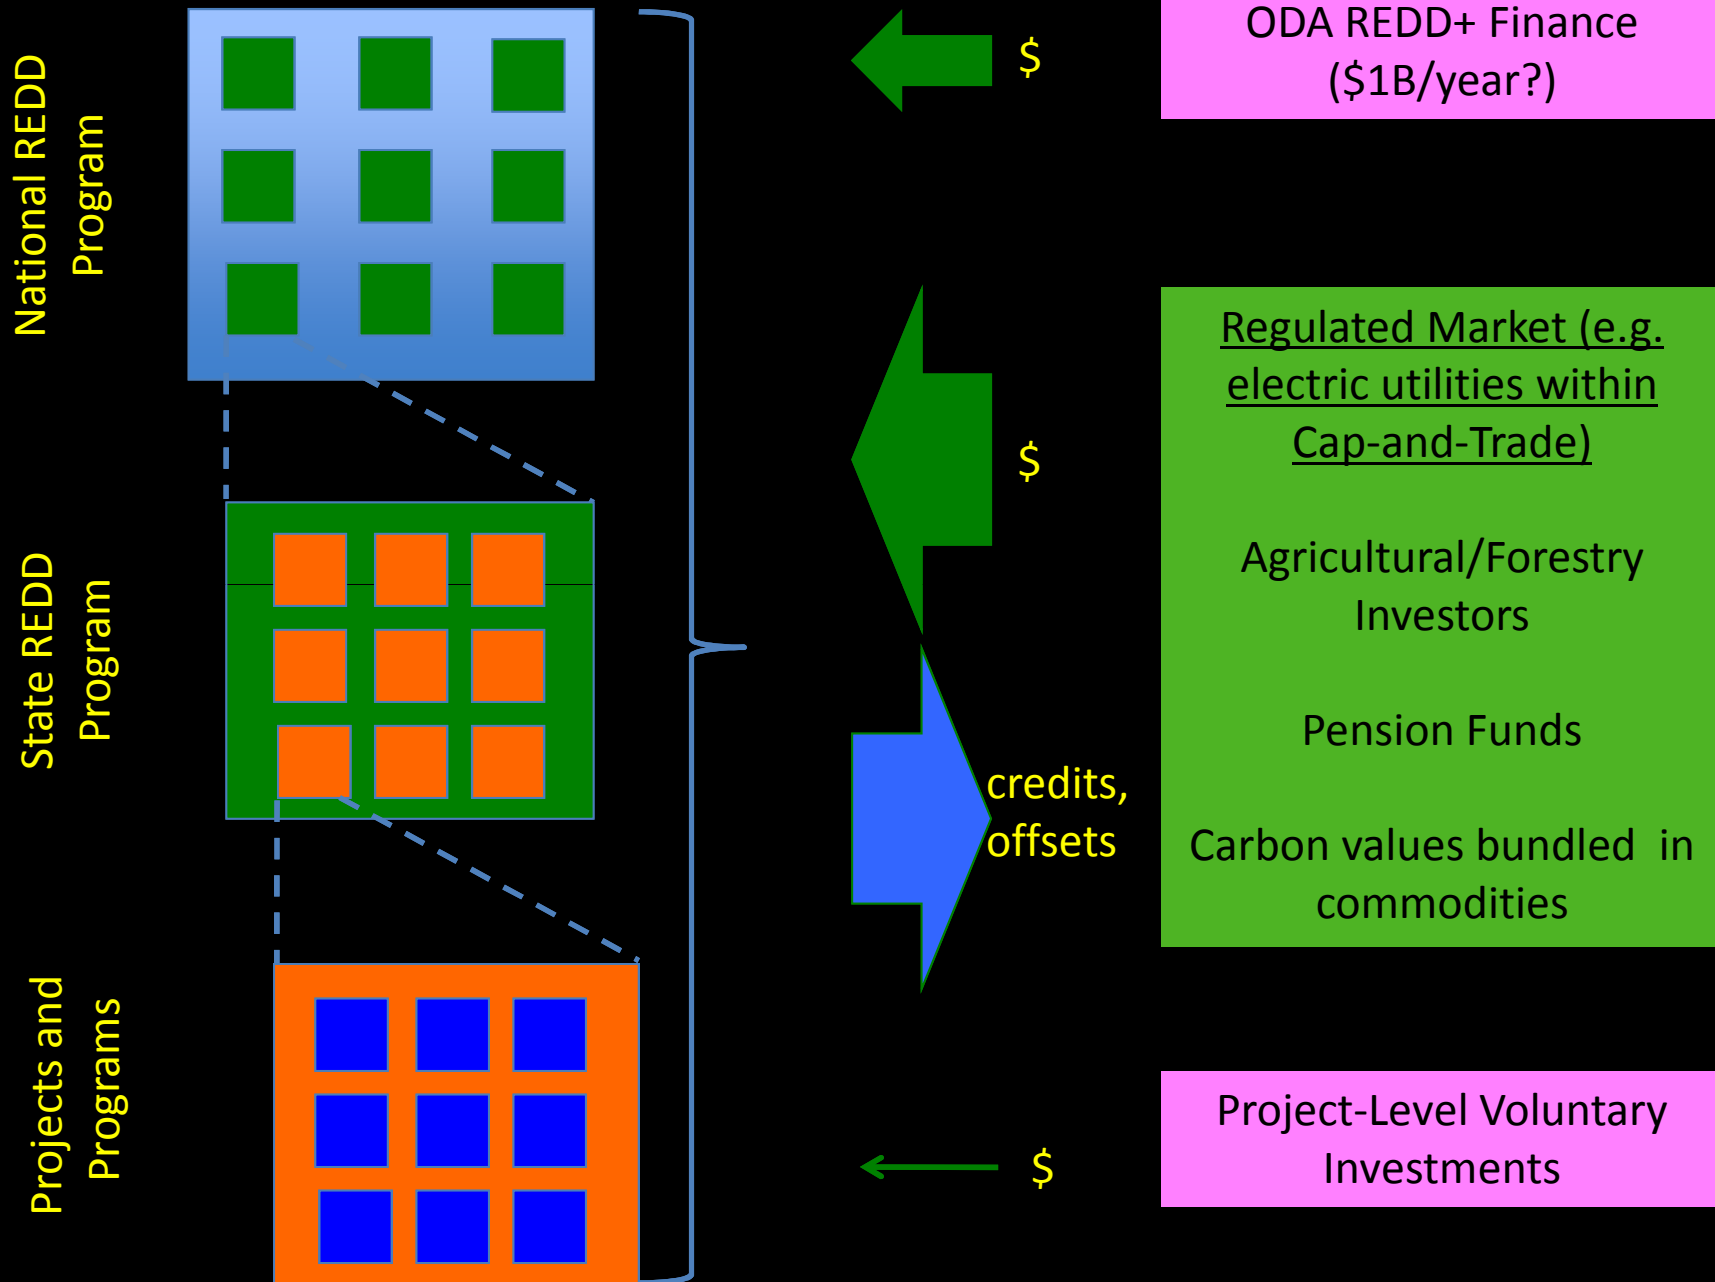 National REDD
Program
$
ODA REDD+ Finance
($1B/year?)
State REDD
Program
$
Regulated Market (e.g.
electric utilities within
Cap-and-Trade)
Agricultural/Forestry
Investors
Pension Funds
Carbon values bundled  in
commodities
credits,
offsets
Projects and
Programs
$
Project-Level Voluntary
Investments